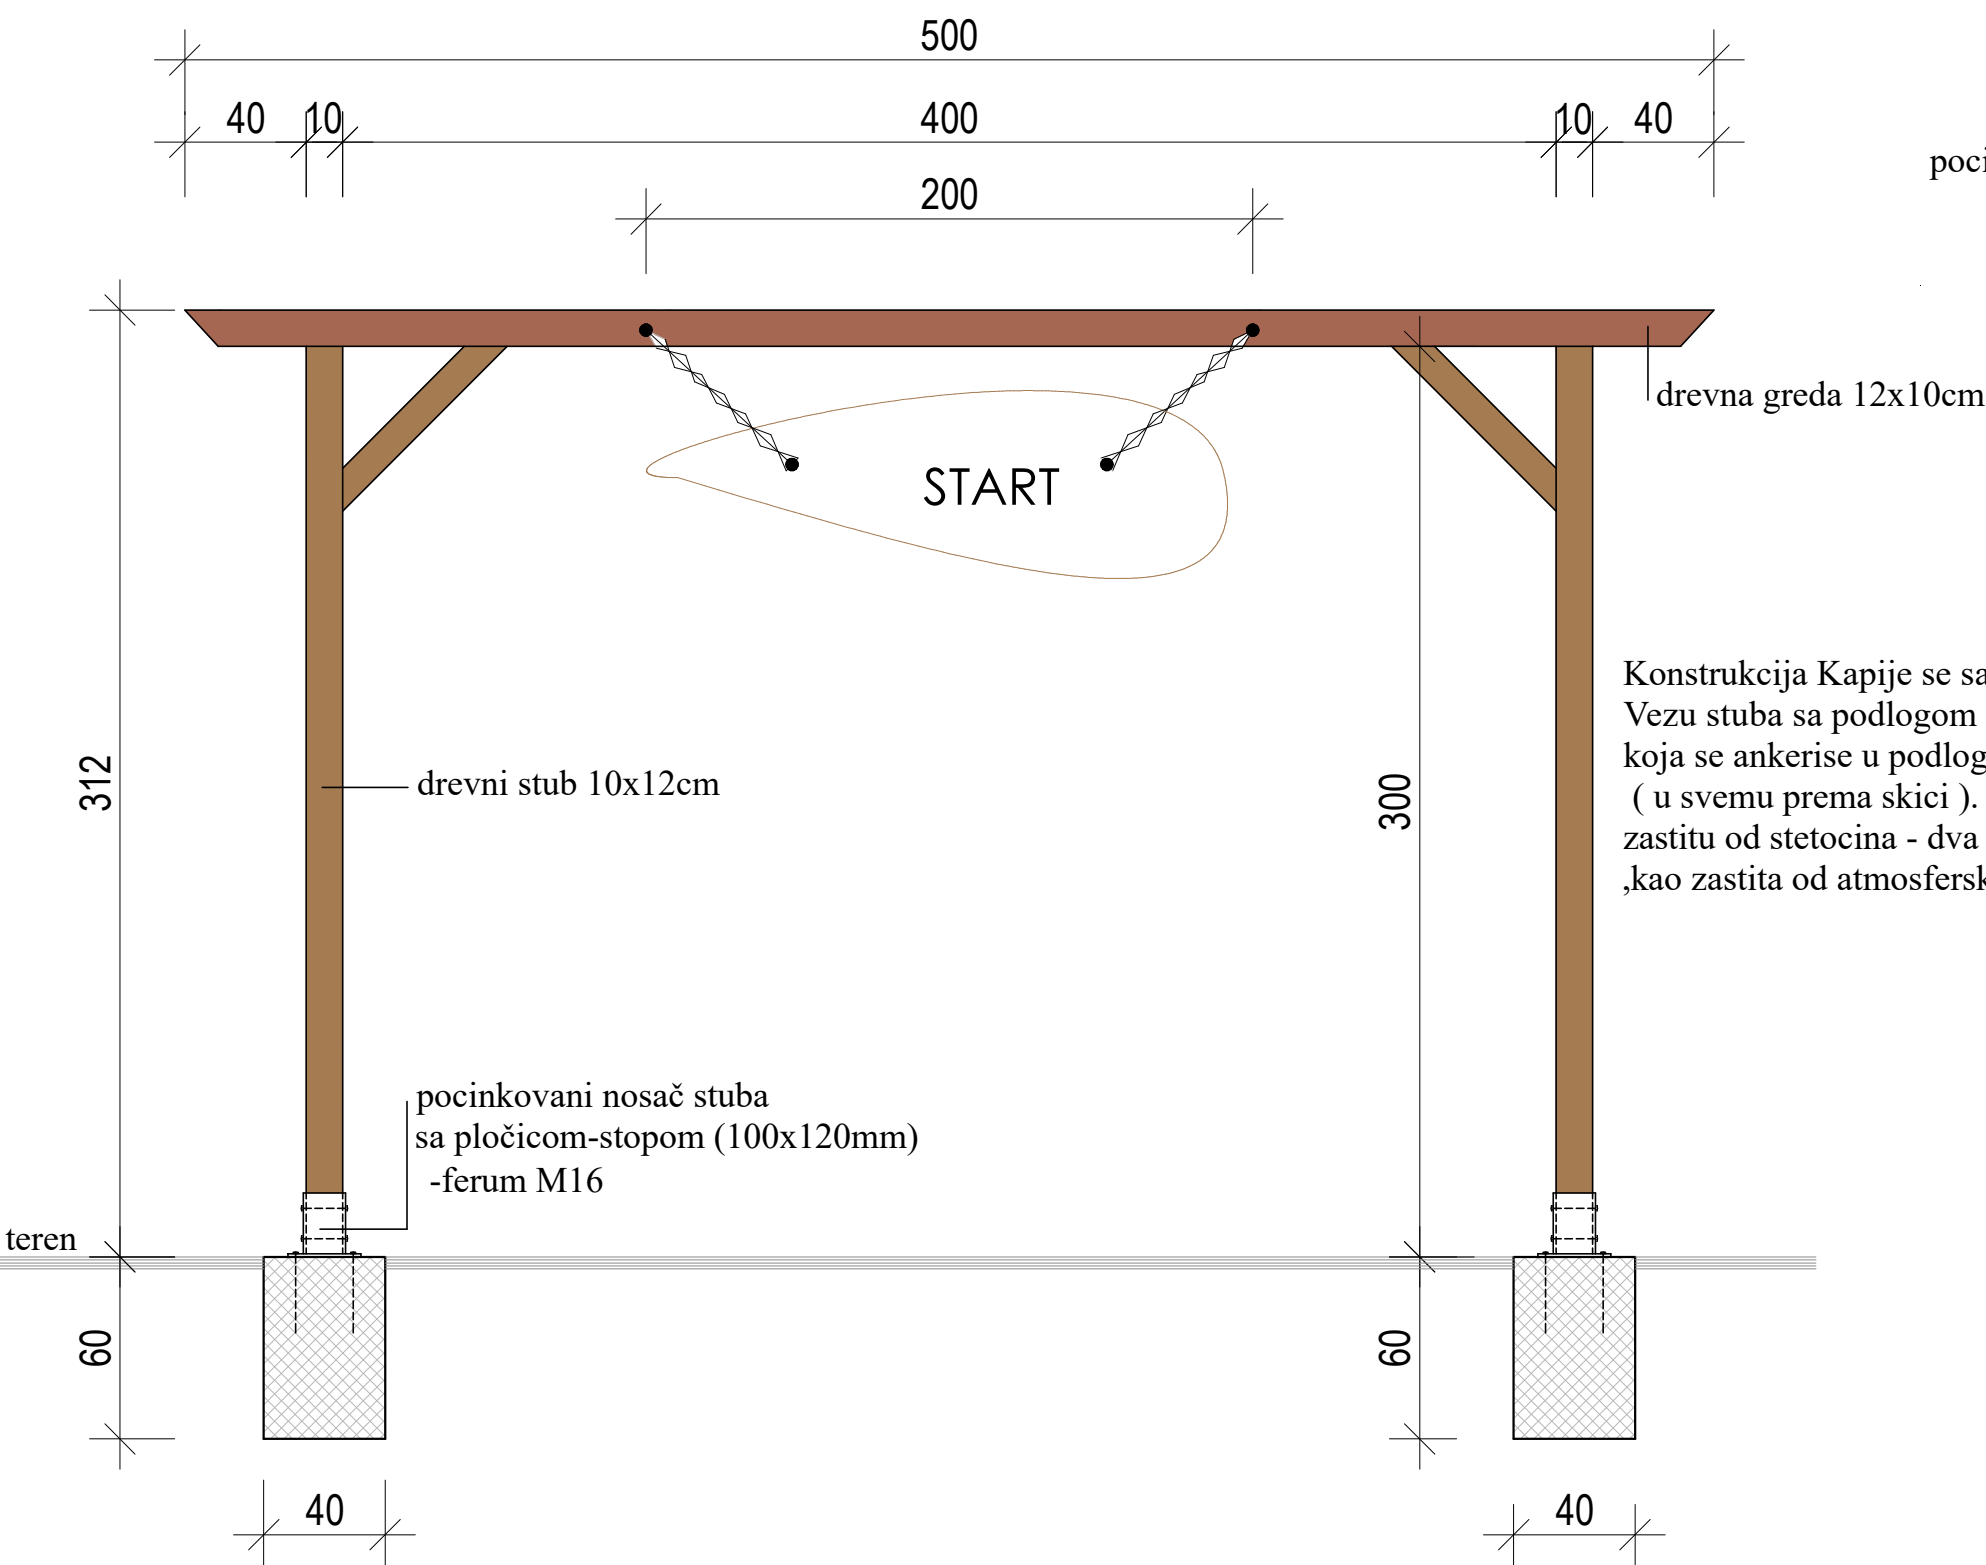 500
40 10 400 10 40
200
poci
drevna greda 12x10cm
START
Konstrukcija Kapije se sa
Vezu stuba sa podlogom
koja se ankerise u podlog
( u svemu prema skici ).
zastitu od stetocina - dva
,kao zastita od atmosfersk
312
drevni stub 10x12cm
300
pocinkovani nosač stuba
sa pločicom-stopom (100x120mm)
-ferum M16
teren
60
60
40
40